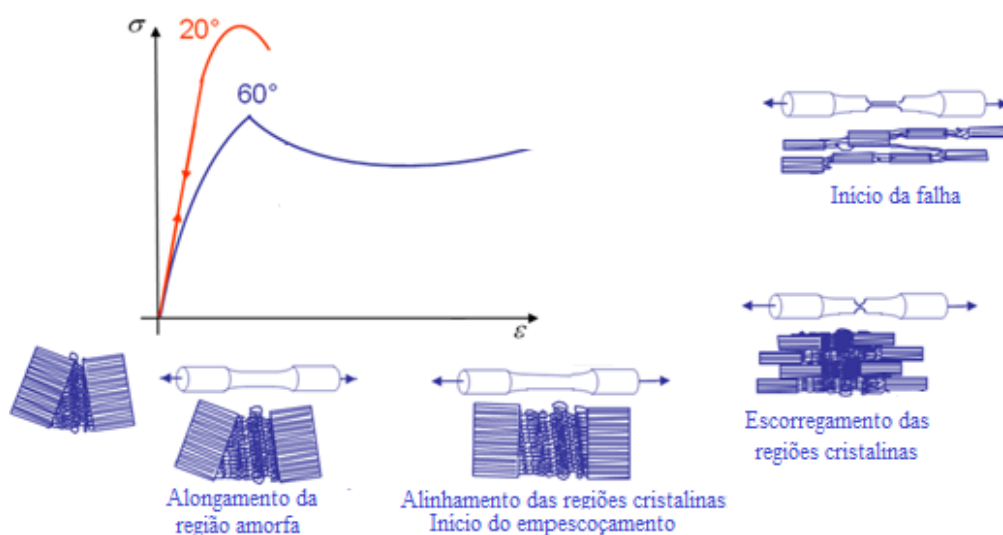 σ
20°
60°
ε
Início da falha
Escorregamento das
regiões cristalinas
Alongamento da
região amorfa
Alinhamento das regiões cristalinas
Início do empescoçamento